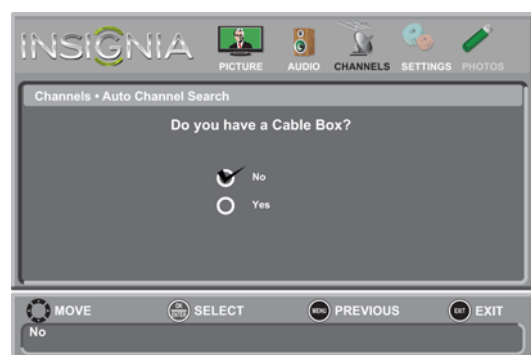 INSIGNIA
PICTURE AUDIO CHANNELS SETTINGS PHOTOS
Channels • Auto Channel Search
Do you have a Cable Box?
No
Yes
MOVE OK ENTER SELECT MENU PREVIOUS EXIT EXIT
No